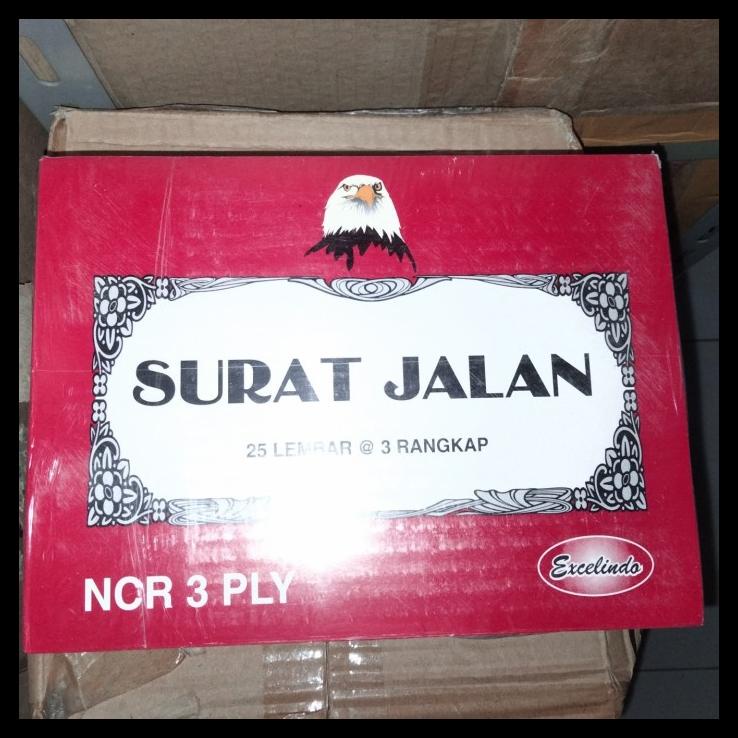 SURAT JALAN
25 LEMBAR @ 3 RANGKAP
NCR 3 PLY
Excelindo